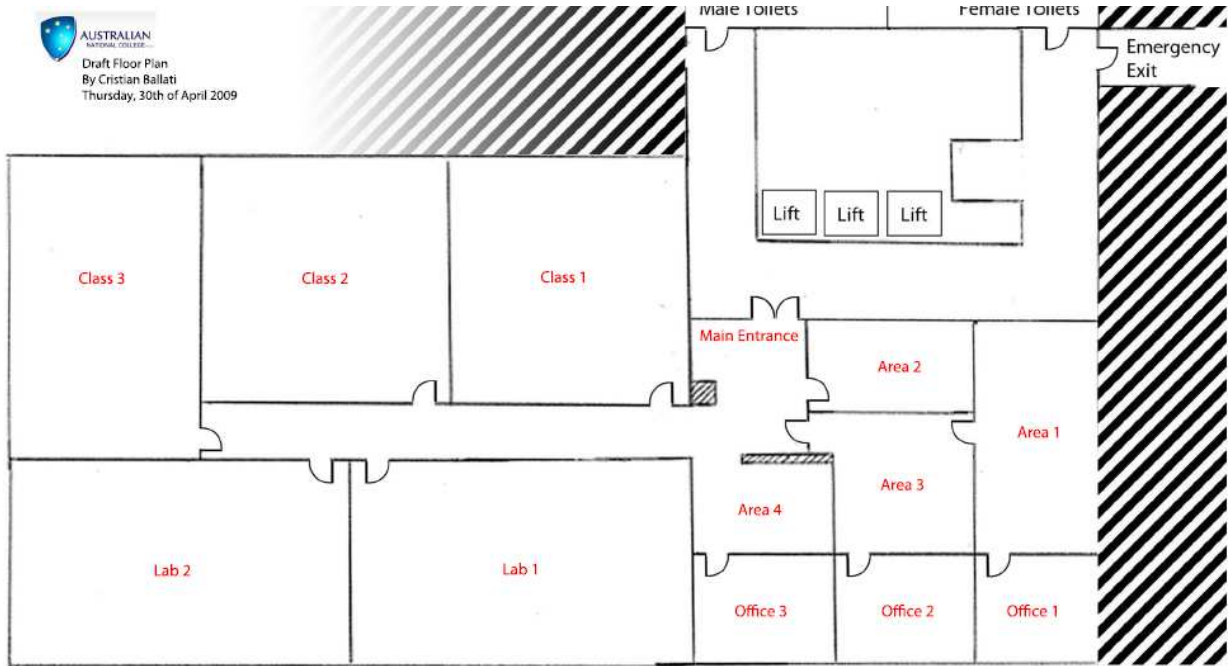 AUSTRALIAN
NATIONAL COLLEGE
Draft Floor Plan
By Cristian Ballati
Thursday, 30th of April 2009
Male Toilets
Female Toilets
Emergency
Exit
Lift
Lift
Lift
Class 3
Class 2
Class 1
Main Entrance
Area 2
Area 1
Area 3
Area 4
Lab 2
Lab 1
Office 3
Office 2
Office 1